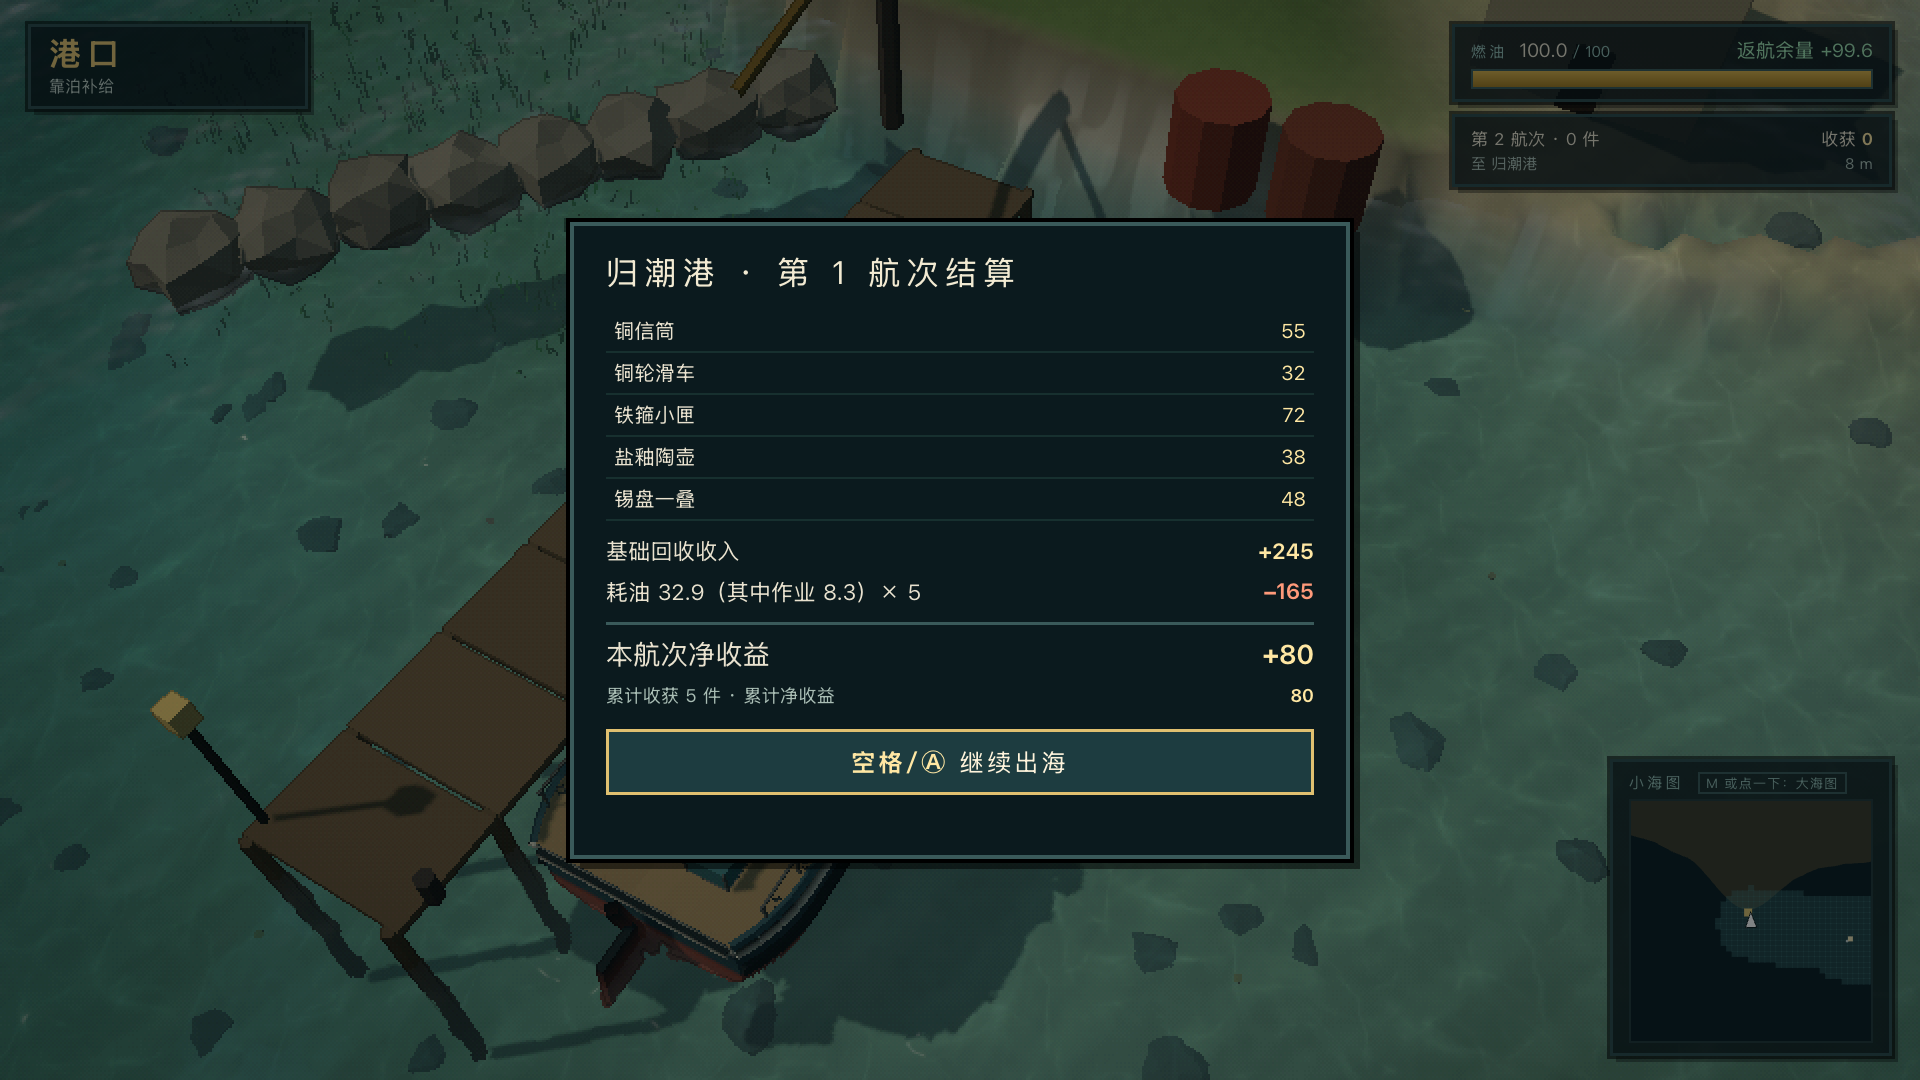 港口
靠泊补给
燃油 100.0 / 100 返航余量 +99.6
第 2 航次 · 0 件 收获 0
至 归潮港 8 m
归潮港 · 第 1 航次结算
铜信筒 55
铜轮滑车 32
铁箍小匣 72
盐釉陶壶 38
锡盘一叠 48
基础回收收入 +245
耗油 32.9（其中作业 8.3）× 5 −165
本航次净收益 +80
累计收获 5 件 · 累计净收益 80
空格/Ⓐ 继续出海
小海图 M 或点一下：大海图